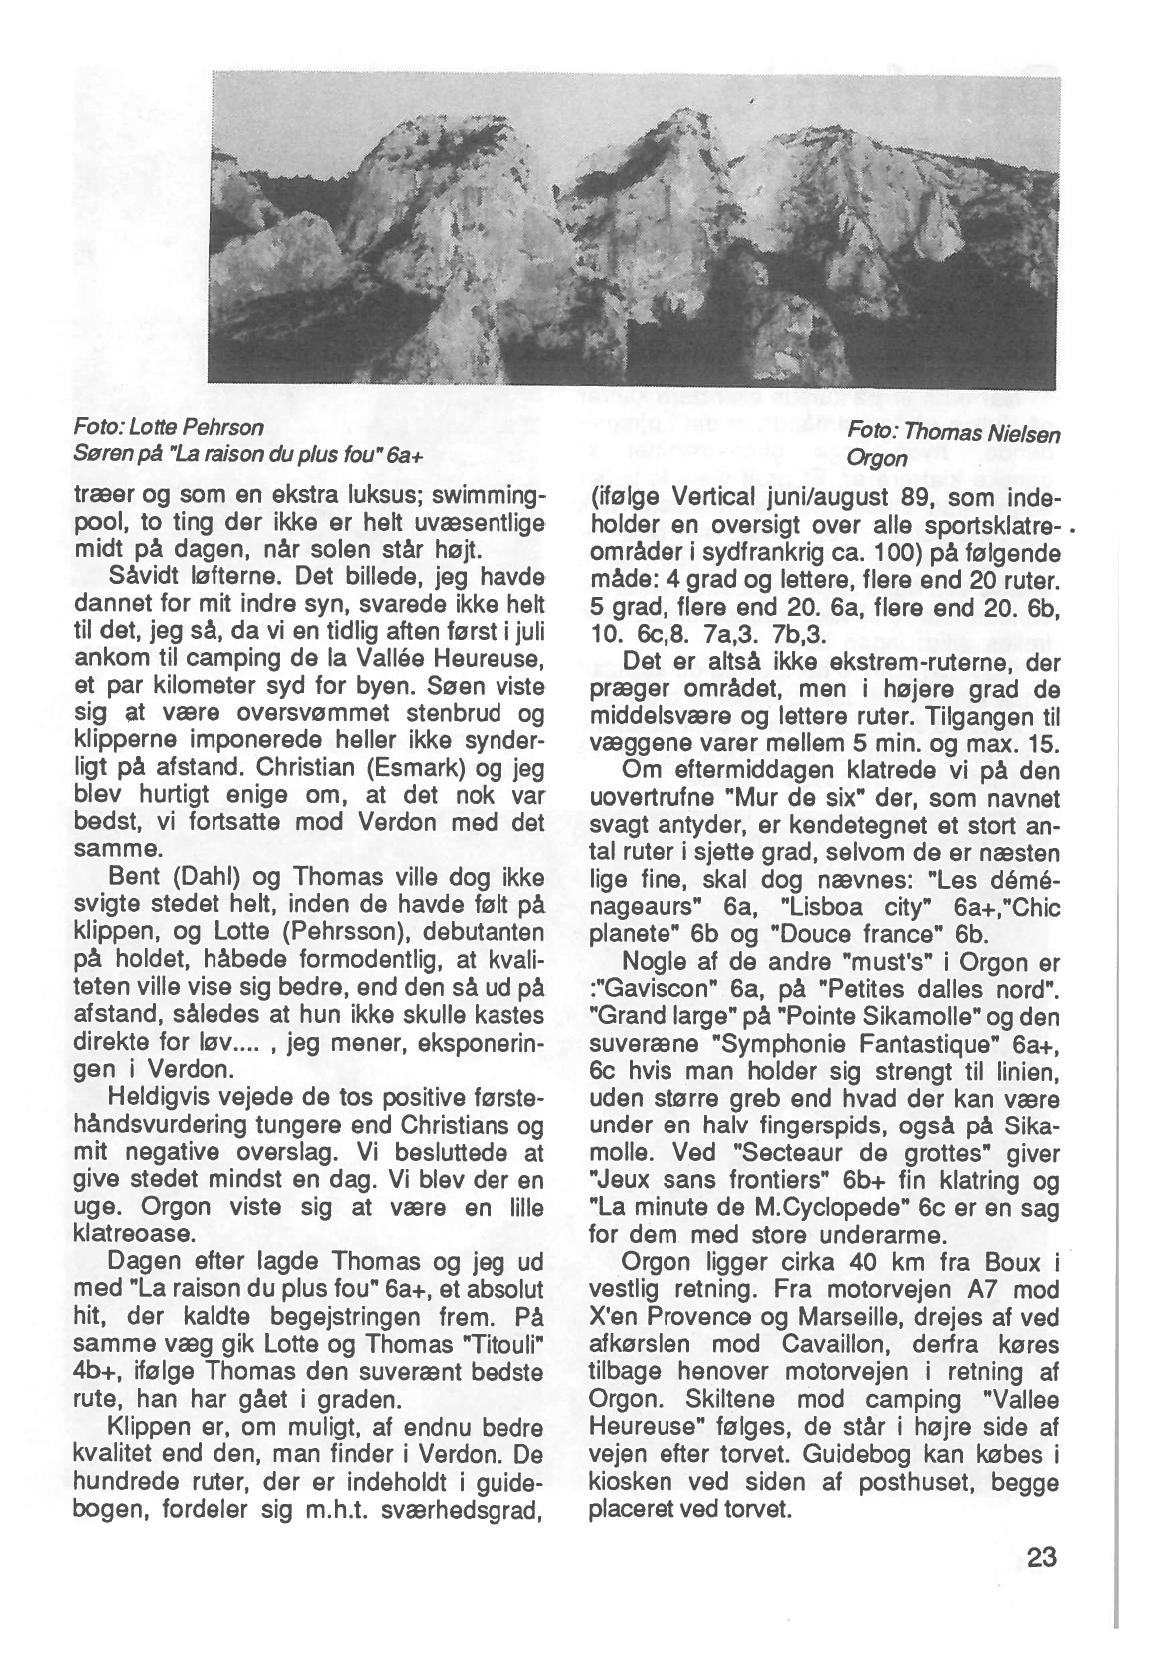 Foto: Lotte Pehrson
Søren på "La raison du plus fou" 6a+
træer og som en ekstra luksus; swimming-
pool, to ting der ikke er helt uvæsentlige
midt på dagen, når solen står højt.
Såvidt løfterne. Det billede, jeg havde
dannet for mit indre syn, svarede ikke helt
til det, jeg så, da vi en tidlig aften først i juli
ankom til camping de la Vallée Heureuse,
et par kilometer syd for byen. Søen viste
sig at være oversvømmet stenbrud og
klipperne imponerede heller ikke synder-
ligt på afstand. Christian (Esmark) og jeg
blev hurtigt enige om, at det nok var
bedst, vi fortsatte mod Verdon med det
samme.
Bent (Dahl) og Thomas ville dog ikke
svigte stedet helt, inden de havde følt på
klippen, og Lotte (Pehrsson), debutanten
på holdet, håbede formodentlig, at kvali-
teten ville vise sig bedre, end den så ud på
afstand, således at hun ikke skulle kastes
direkte for løv.... , jeg mener, eksponerin-
gen i Verdon.
Heldigvis vejede de tos positive første-
håndsvurdering tungere end Christians og
mit negative overslag. Vi besluttede at
give stedet mindst en dag. Vi blev der en
uge. Orgon viste sig at være en lille
klatreoase.
Dagen efter lagde Thomas og jeg ud
med "La raison du plus fou" 6a+, et absolut
hit, der kaldte begejstringen frem. På
samme væg gik Lotte og Thomas "Titouli"
4b+, ifølge Thomas den suverænt bedste
rute, han har gået i graden.
Klippen er, om muligt, af endnu bedre
kvalitet end den, man finder i Verdon. De
hundrede ruter, der er indeholdt i guide-
bogen, fordeler sig m.h.t. sværhedsgrad,
Foto: Thomas Nielsen
Orgon
(ifølge Vertical juni/august 89, som inde-
holder en oversigt over alle sportsklatre-
områder i sydfrankrig ca. 100) på følgende
måde: 4 grad og lettere, flere end 20 ruter.
5 grad, flere end 20. 6a, flere end 20. 6b,
10. 6c,8. 7a,3. 7b,3.
Det er altså ikke ekstrem-ruterne, der
præger området, men i højere grad de
middelsvære og lettere ruter. Tilgangen til
væggene varer mellem 5 min. og max. 15.
Om eftermiddagen klatrede vi på den
uovertrufne "Mur de six" der, som navnet
svagt antyder, er kendetegnet et stort an-
tal ruter i sjette grad, selvom de er næsten
lige fine, skal dog nævnes: "Les démé-
nageaurs" 6a, "Lisboa city" 6a+,"Chic
planete" 6b og "Douce france" 6b.
Nogle af de andre "must's" i Orgon er
:"Gaviscon" 6a, på "Petites dalles nord".
"Grand large" på "Pointe Sikamolle" og den
suveræne "Symphonie Fantastique" 6a+,
6c hvis man holder sig strengt til linien,
uden større greb end hvad der kan være
under en halv fingerspids, også på Sika-
molle. Ved "Secteaur de grottes" giver
"Jeux sans frontiers" 6b+ fin klatring og
"La minute de M.Cyclopede" 6c er en sag
for dem med store underarme.
Orgon ligger cirka 40 km fra Boux i
vestlig retning. Fra motorvejen A7 mod
X'en Provence og Marseille, drejes af ved
afkørslen mod Cavaillon, derfra køres
tilbage henover motorvejen i retning af
Orgon. Skiltene mod camping "Vallee
Heureuse" følges, de står i højre side af
vejen efter torvet. Guidebog kan købes i
kiosken ved siden af posthuset, begge
placeret ved torvet.
23